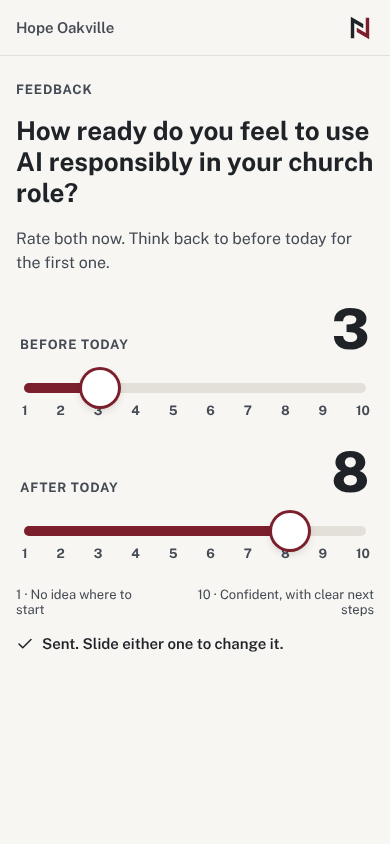 Hope Oakville
FEEDBACK
How ready do you feel to use
AI responsibly in your church
role?
Rate both now. Think back to before today for
the first one.
3
BEFORE TODAY
1 2 3 4 5 6 7 8 9 10
8
AFTER TODAY
1 2 3 4 5 6 7 8 9 10
1 · No idea where to
start
10 · Confident, with clear next
steps
Sent. Slide either one to change it.